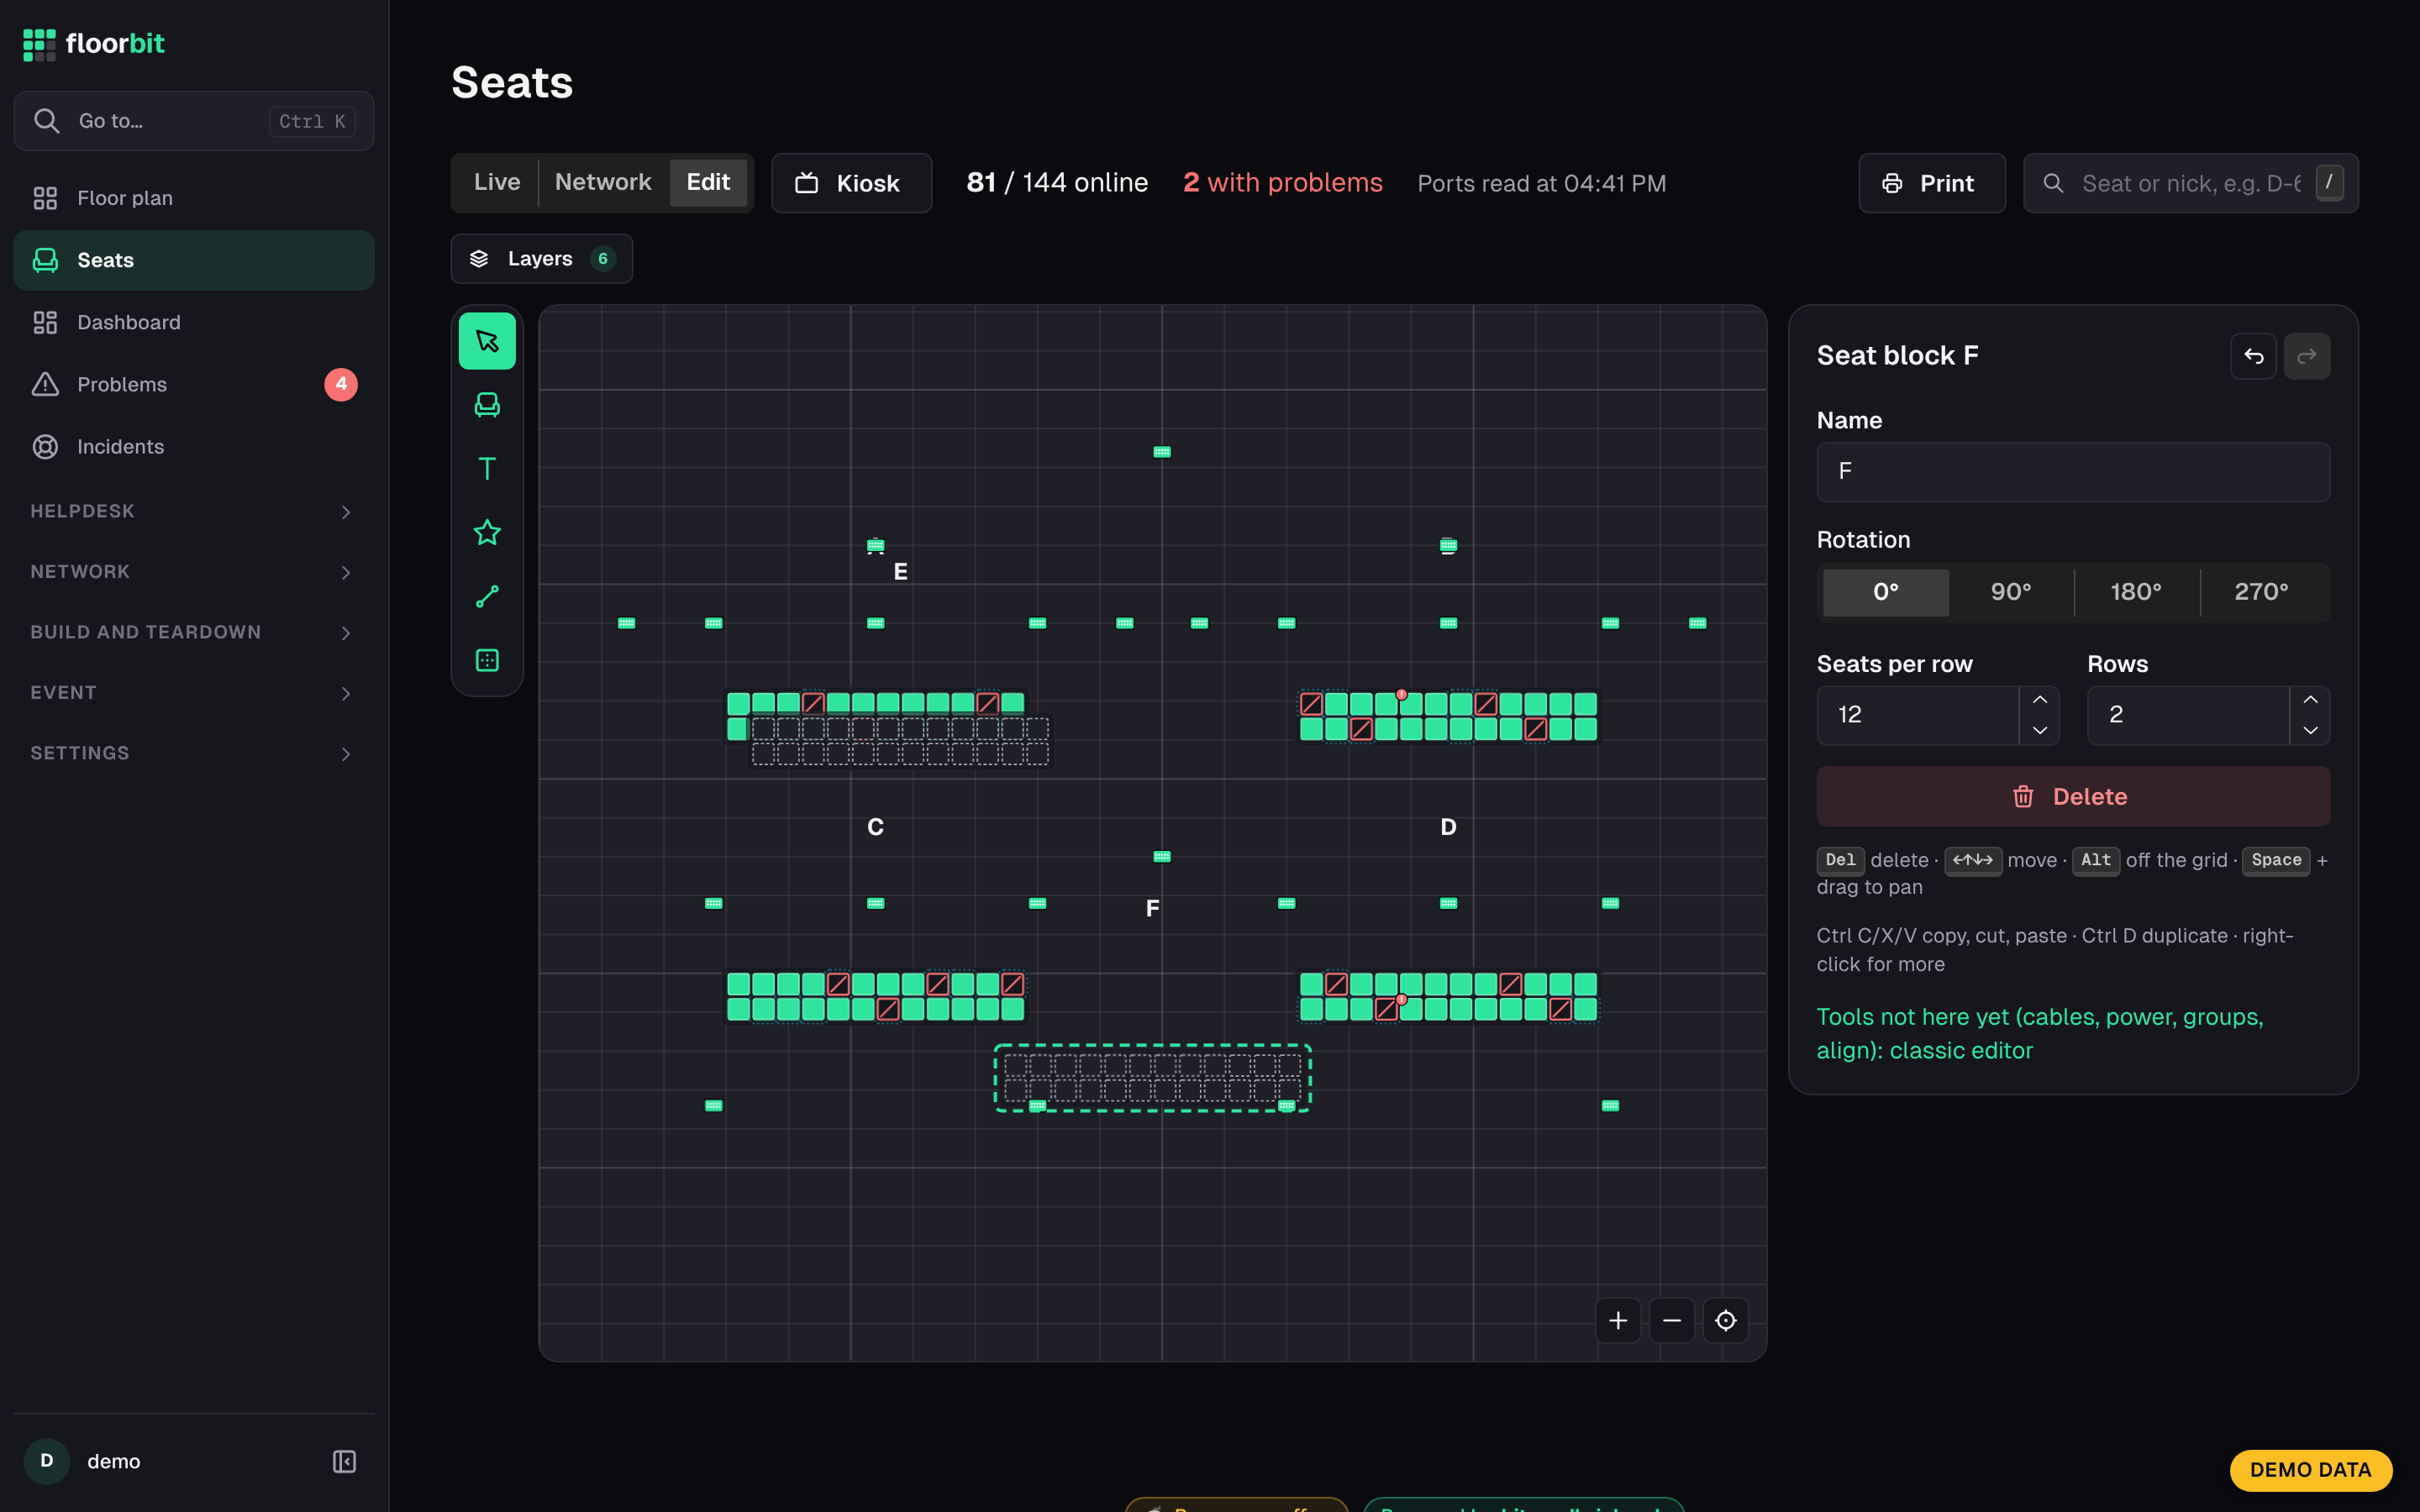 floorbit
Go to…
Ctrl K
Floor plan
Seats
Dashboard
Problems
4
Incidents
HELPDESK
NETWORK
BUILD AND TEARDOWN
EVENT
SETTINGS
D
demo
Seats
Live
Network
Edit
Kiosk
81 / 144 online
2 with problems
Ports read at 04:41 PM
Print
Seat or nick, e.g.
/
Layers 6
E
C
D
F
Seat block F
Name
F
Rotation
0°
90°
180°
270°
Seats per row
Rows
12
2
Delete
Del delete · ←↑↓→ move · Alt off the grid · Space +
drag to pan
Ctrl C/X/V copy, cut, paste · Ctrl D duplicate · right-
click for more
Tools not here yet (cables, power, groups,
align): classic editor
DEMO DATA